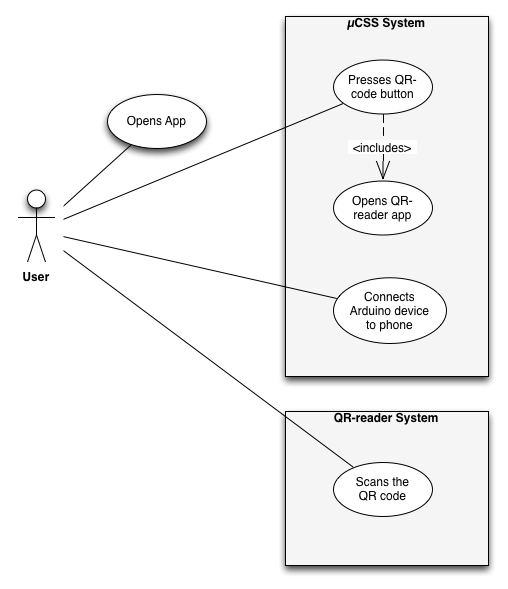 µCSS System
Presses QR-
code button
Opens App
<includes>
Opens QR-
reader app
User
Connects
Arduino device
to phone
QR-reader System
Scans the
QR code